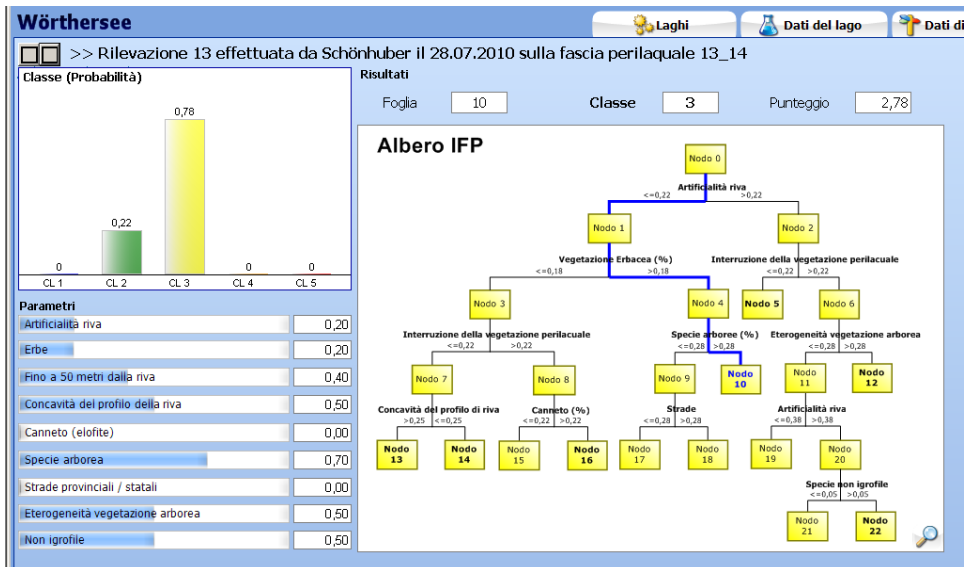 Wörthersee
Laghi
Dati del lago
Dati di
>> Rilevazione 13 effettuata da Schönhuber il 28.07.2010 sulla fascia perilaquale 13_14
Classe (Probabilità)
0,78
0,22
0
0
0
CL 1
CL 2
CL 3
CL 4
CL 5
Parametri
Artificialità riva 0,20
Erbe 0,20
Fino a 50 metri dalla riva 0,40
Concavità del profilo della riva 0,50
Canneto (elofite) 0,00
Specie arborea 0,70
Strade provinciali / statali 0,00
Eterogeneità vegetazione arborea 0,50
Non igrofile 0,50
Risultati
Foglia 10 Classe 3 Punteggio 2,78
Albero IFP
Nodo 0
Artificialità riva
<=0,22 >0,22
Nodo 1
Nodo 2
Vegetazione Erbacea (%)
<=0,18 >0,18
Interruzione della vegetazione perilacuale
<=0,22 >0,22
Nodo 3
Nodo 4
Nodo 5
Nodo 6
Interruzione della vegetazione perilacuale
<=0,22 >0,22
Specie arboree (%)
<=0,28 >0,28
Eterogeneità vegetazione arborea
<=0,28 >0,28
Nodo 7
Nodo 8
Nodo 9
Nodo
10
Nodo
11
Nodo
12
Concavità del profilo di riva
>0,25 <=0,25
Canneto (%)
<=0,22 >0,22
Strade
<=0,28 >0,28
Artificialità riva
<=0,38 >0,38
Nodo
13
Nodo
14
Nodo
15
Nodo
16
Nodo
17
Nodo
18
Nodo
19
Nodo
20
Specie non igrofile
<=0,05 >0,05
Nodo
21
Nodo
22